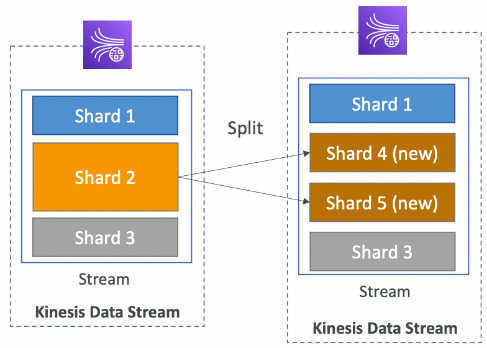 Shard 1
Shard 2
Shard 3
Stream
Kinesis Data Stream
Split
Shard 1
Shard 4 (new)
Shard 5 (new)
Shard 3
Stream
Kinesis Data Stream